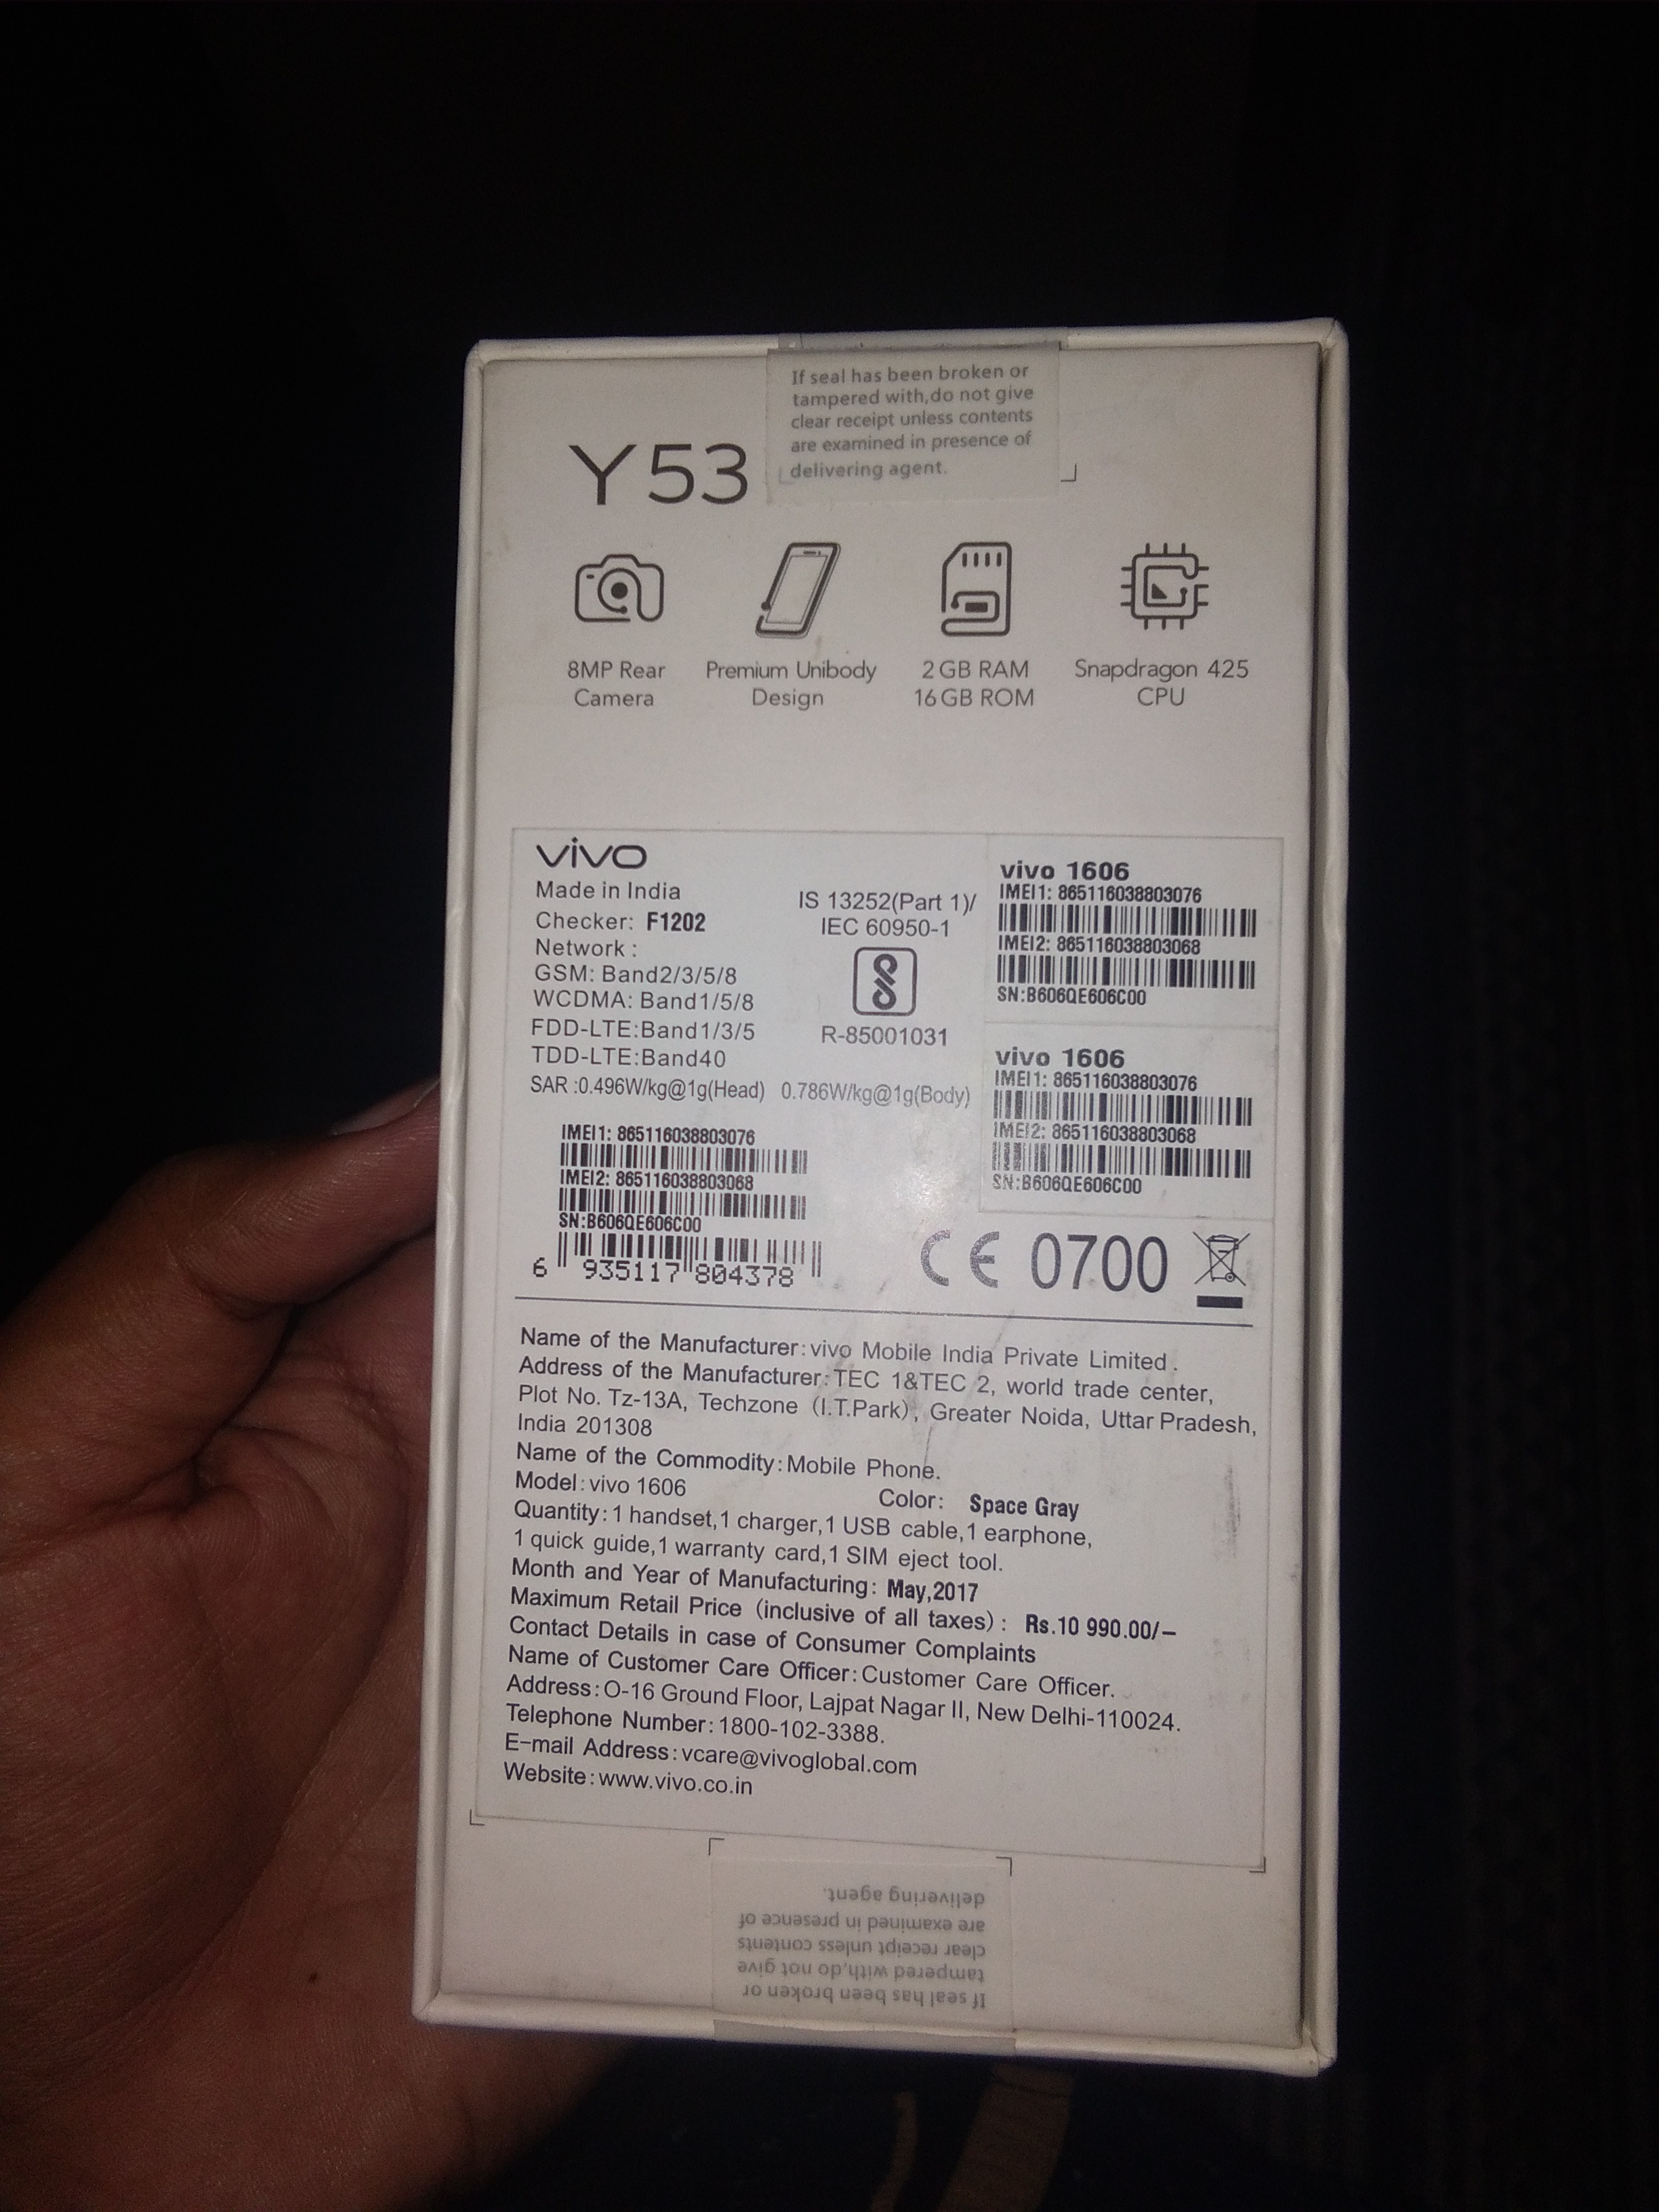 If seal has been broken or
tampered with,do not give
clear receipt unless contents
are examined in presence of
delivering agent.
Y53
8MP Rear
Camera
Premium Unibody
Design
2 GB RAM
16 GB ROM
Snapdragon 425
CPU
vivo
Made in India
Checker: F1202
Network :
GSM: Band2/3/5/8
WCDMA: Band1/5/8
FDD-LTE:Band1/3/5
TDD-LTE:Band40
SAR :0.496W/kg@1g(Head) 0.786W/kg@1g(Body)
IS 13252(Part 1)/
IEC 60950-1
R-85001031
vivo 1606
IMEI1: 865116038803076
IMEI2: 865116038803068
SN:B606QE606C00
vivo 1606
IMEI1: 865116038803076
IMEI2: 865116038803068
SN:B606QE606C00
IMEI1: 865116038803076
IMEI2: 865116038803068
SN:B606QE606C00
6 935117 804378
CE 0700
Name of the Manufacturer:vivo Mobile India Private Limited.
Address of the Manufacturer:TEC 1&TEC 2, world trade center,
Plot No. Tz-13A, Techzone (I.T.Park), Greater Noida, Uttar Pradesh,
India 201308
Name of the Commodity:Mobile Phone.
Model:vivo 1606 Color: Space Gray
Quantity:1 handset,1 charger,1 USB cable,1 earphone,
1 quick guide,1 warranty card,1 SIM eject tool.
Month and Year of Manufacturing: May,2017
Maximum Retail Price (inclusive of all taxes): Rs.10 990.00/-
Contact Details in case of Consumer Complaints
Name of Customer Care Officer:Customer Care Officer.
Address:O-16 Ground Floor, Lajpat Nagar II, New Delhi-110024.
Telephone Number:1800-102-3388.
E-mail Address:vcare@vivoglobal.com
Website:www.vivo.co.in
If seal has been broken or
tampered with,do not give
clear receipt unless contents
are examined in presence of
delivering agent.